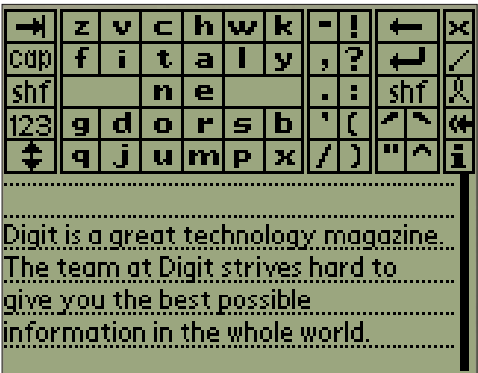 z v c h w k - ! ← ×
cap f i t a l y , ? ↵ /
shf n e . : shf
123 g d o r s b ' ( ´ `
q j u m p x / ) " ^ i
Digit is a great technology magazine.
The team at Digit strives hard to
give you the best possible
information in the whole world.